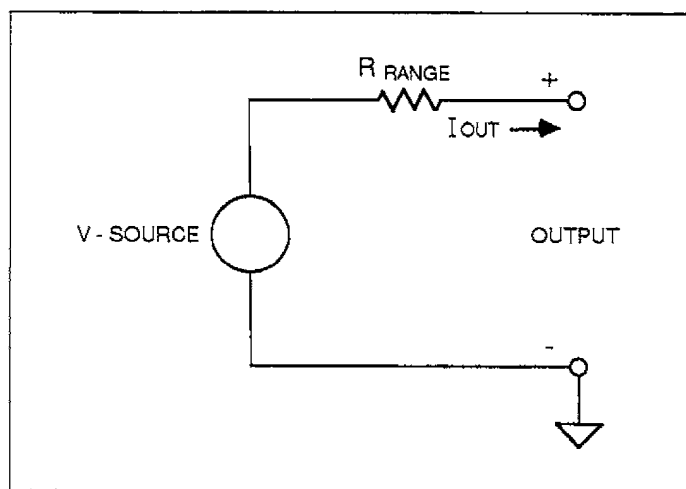 R RANGE
+
IOUT
V - SOURCE
OUTPUT
-